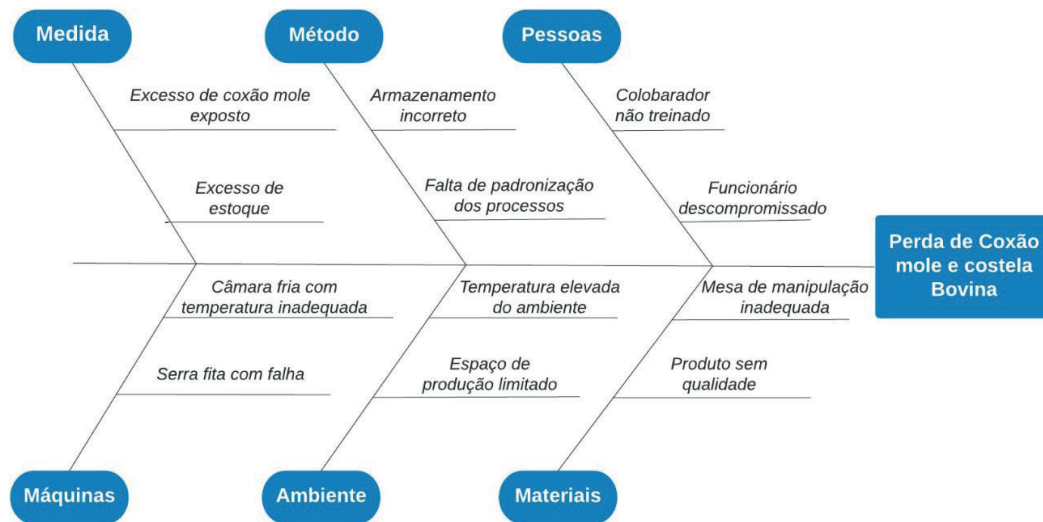 Medida
Método
Pessoas
Excesso de coxão mole
exposto
Armazenamento
incorreto
Colobarador
não treinado
Excesso de
estoque
Falta de padronização
dos processos
Funcionário
descompromissado
Perda de Coxão
mole e costela
Bovina
Câmara fria com
temperatura inadequada
Temperatura elevada
do ambiente
Mesa de manipulação
inadequada
Serra fita com falha
Espaço de
produção limitado
Produto sem
qualidade
Máquinas
Ambiente
Materiais